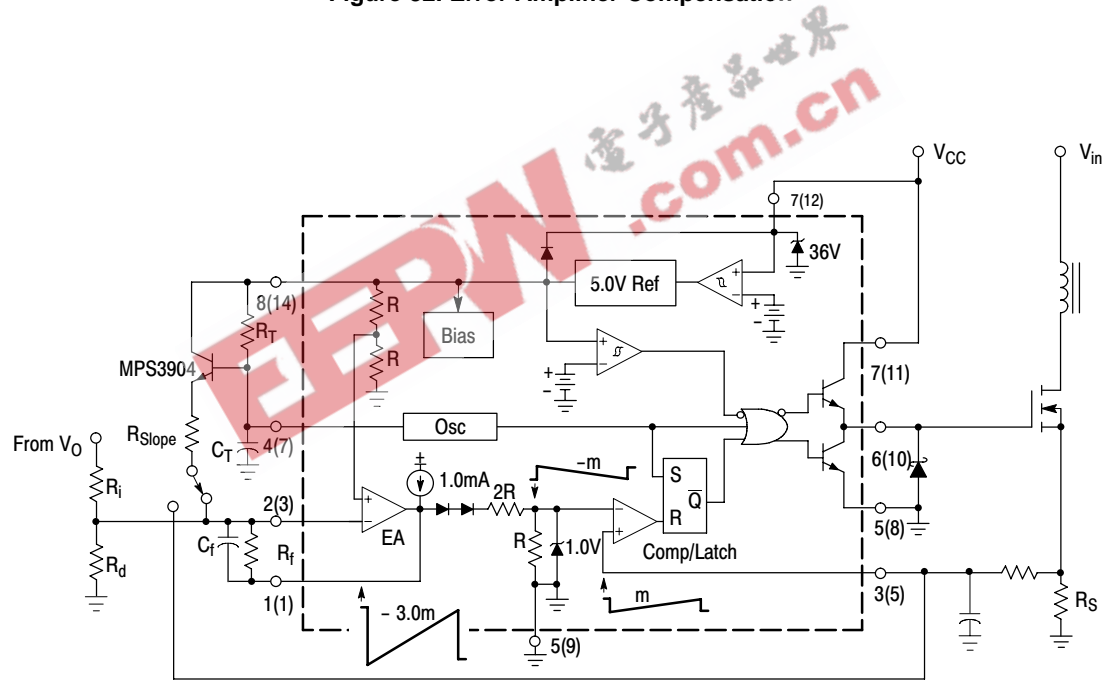 Figure 32. Error Amplifier Compensation
電子產品世界
.com.cn
EEPW
VCC
Vin
7(12)
36V
5.0V Ref
+
-
8(14)
RT
R
Bias
R
MPS3904
+
-
7(11)
RSlope
Osc
From VO
CT
4(7)
6(10)
Ri
1.0mA
2R
-m
S
Q
R
2(3)
+
-
EA
-
+
5(8)
Cf
Rf
R
1.0V
Comp/Latch
Rd
3(5)
1(1)
m
RS
- 3.0m
5(9)